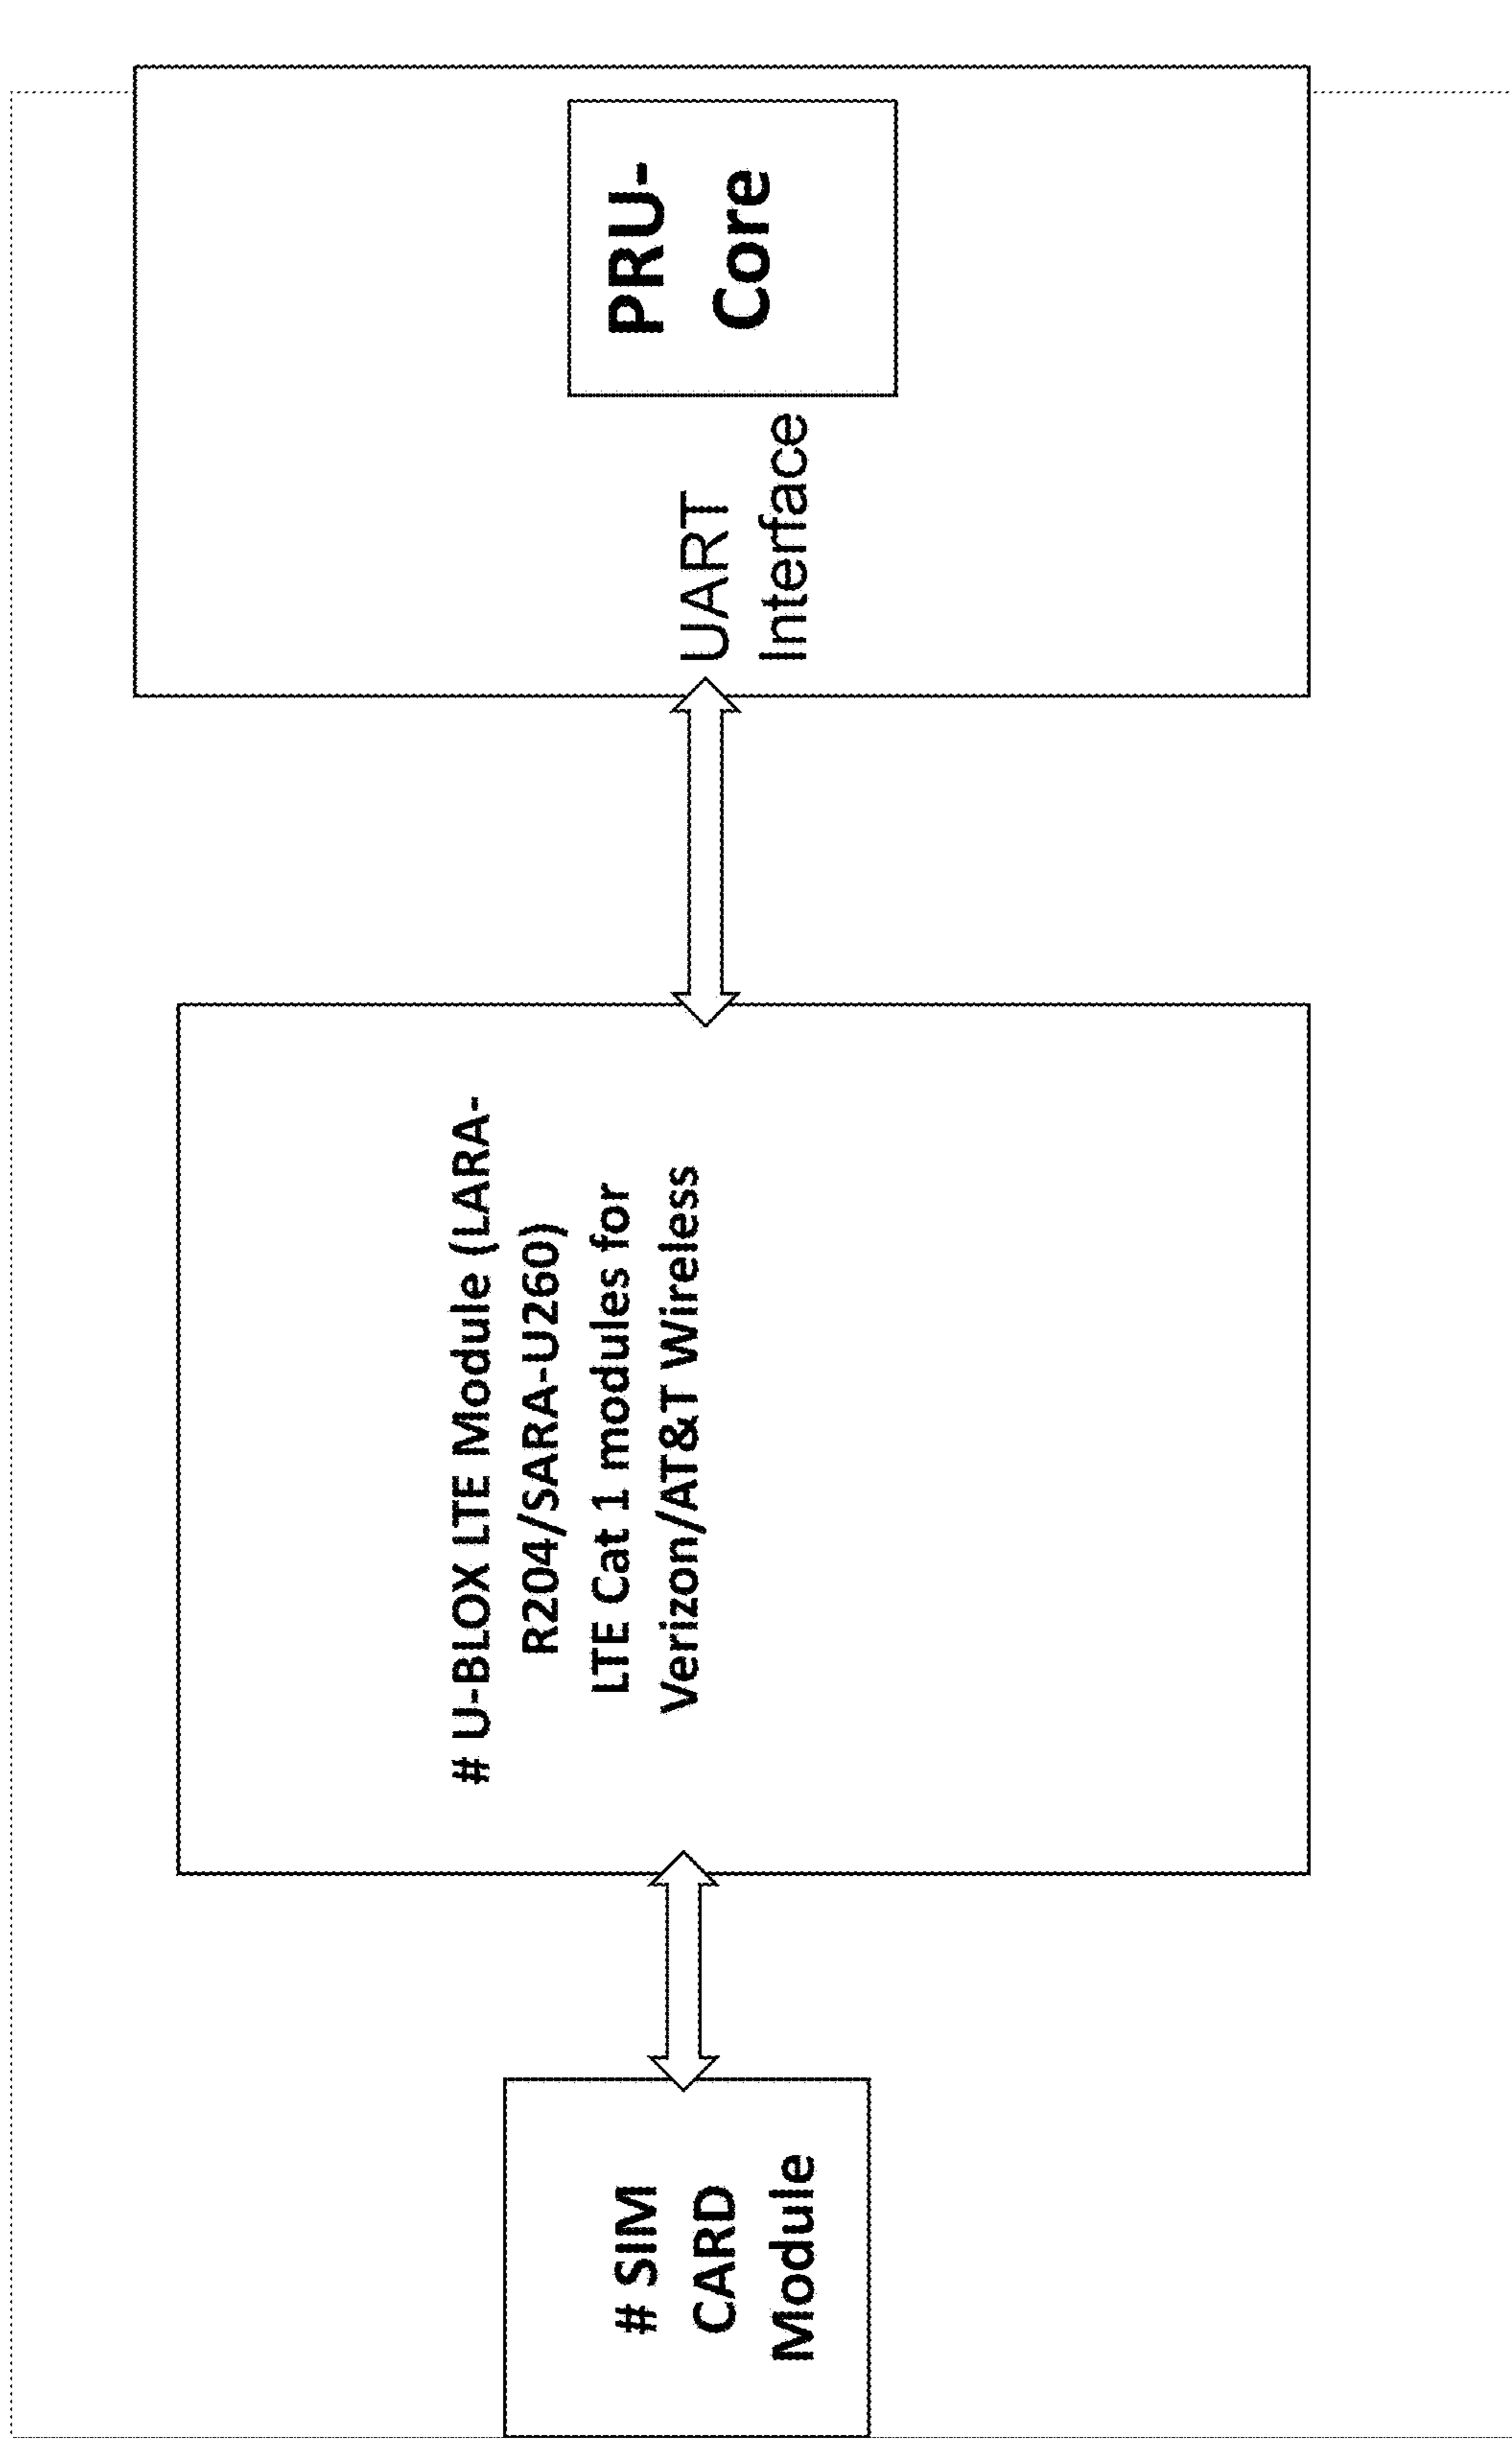 # SIM
CARD
Module
# U-BLOX LTE Module (LARA-
R204/SARA-U260)
LTE Cat 1 modules for
Verizon/AT&T Wireless
UART
Interface
PRU-
Core